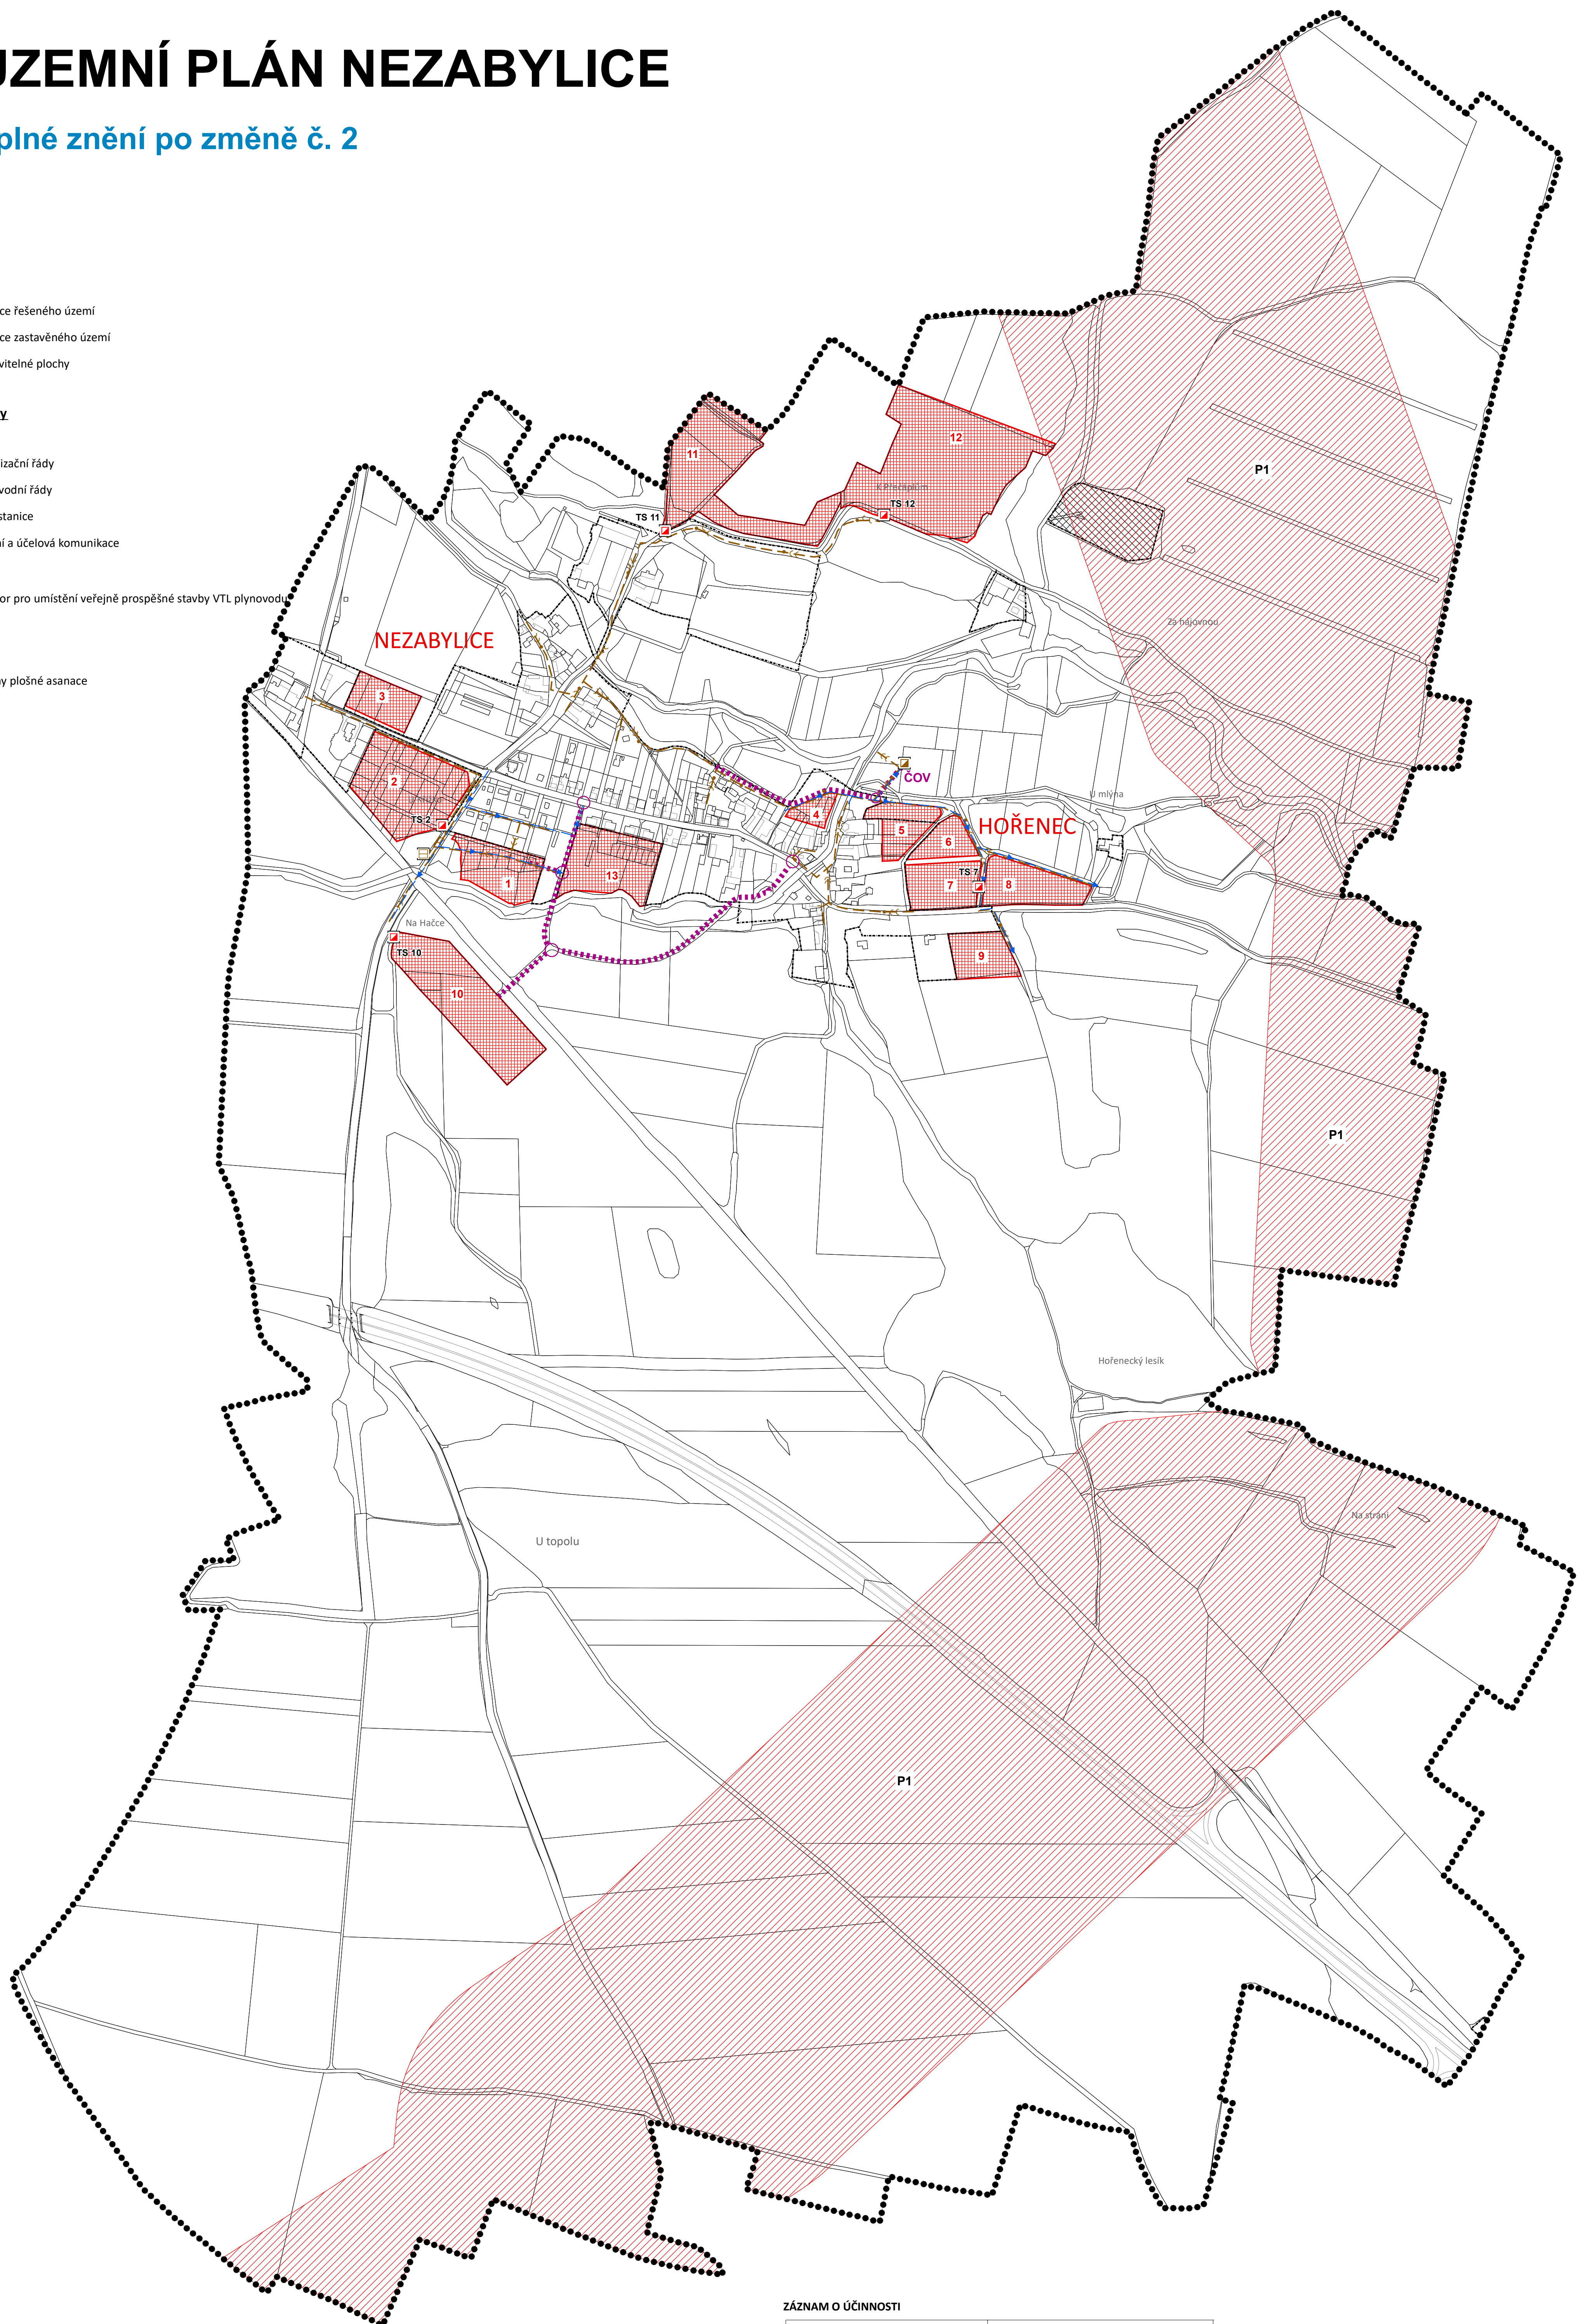 ÚZEMNÍ PLÁN NEZABYLICE
plné znění po změně č. 2
ce řešeného území
ce zastavěného území
vitelné plochy
y
izační řády
vodní řády
stanice
ní a účelová komunikace
or pro umístění veřejně prospěšné stavby VTL plynovodu
y plošné asanace
12
P1
11
K Přečáplům
TS 12
TS 11
Za hájovnou
NEZABYLICE
3
2
ČOV
U mlýna
4
TS 2
5
HOŘENEC
6
TS 7
13
1
7
8
Na Hačce
TS 10
9
10
P1
Hořenecký lesík
Na stráni
U topolu
P1
ZÁZNAM O ÚČINNOSTI